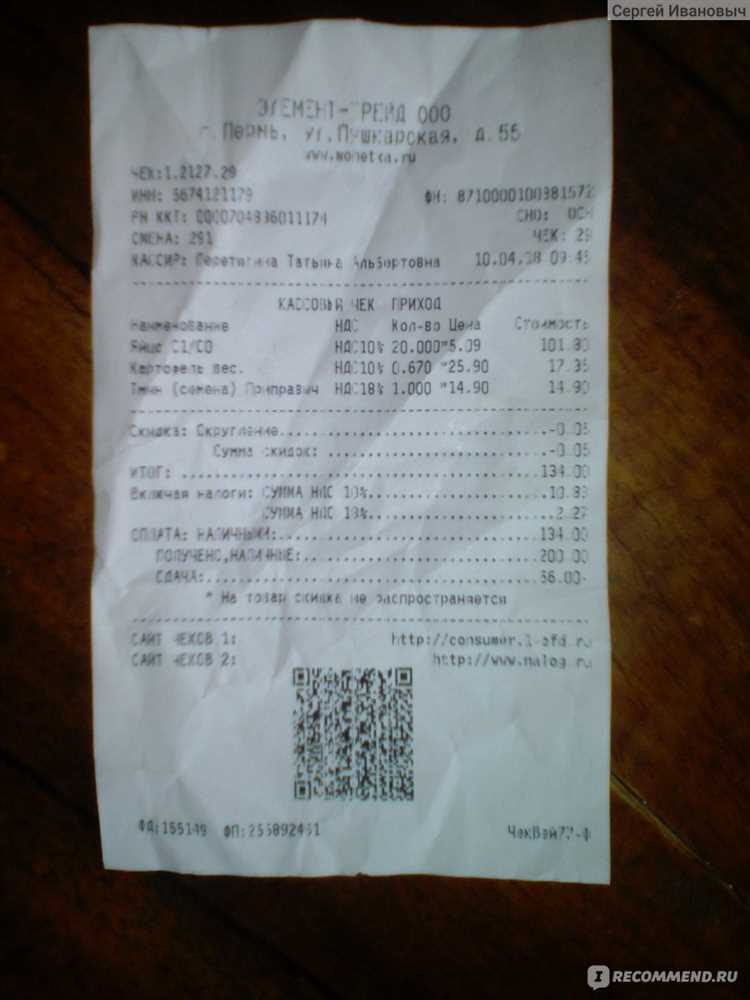 Сергей Иванович
ЭЛЕМЕНТ-ТРЕЙД ООО
г.Пермь, ул.Пушкарская, д.55
www.monetka.ru
ЧЕК:1.2127.29
ИНН: 5674121179
ФН: 8710000100981572
РН ККТ: 0000704836011174
СНО: ОСН
СМЕНА: 291
ЧЕК: 29
КАССИР: Перетягина Татьяна Альбертовна 10.04.18 09:45
КАССОВЫЙ ЧЕК ПРИХОД
Наименование НДС Кол-во Цена Стоимость
Яйцо С1/С0 НДС10% 20.000*5.09 101.80
Картофель вес. НДС10% 0.670 *25.90 17.35
Тмин (семена) Приправыч НДС18% 1.000 *14.90 14.90
Скидка: Скругление -0.05
Сумма скидок: -0.05
ИТОГ: 134.00
Включая налоги: СУММА НДС 10% 10.83
СУММА НДС 18% 2.27
ОПЛАТА: НАЛИЧНЫМИ: 134.00
ПОЛУЧЕНО,НАЛИЧНЫЕ: 200.00
СДАЧА: 66.00
* На товар скидка не распространяется
САЙТ ЧЕКОВ 1: http://consumer.1-ofd.ru
САЙТ ЧЕКОВ 2: http://www.nalog.ru
ФД:155149 ФП:255892431
IRECOMMEND.RU